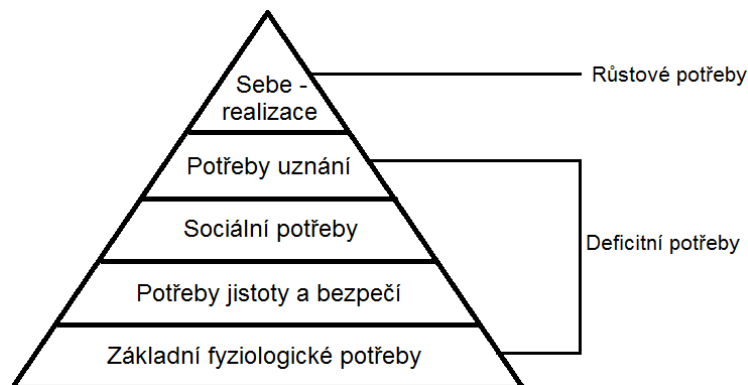 Sebe -
realizace
Růstové potřeby
Potřeby uznání
Sociální potřeby
Deficitní potřeby
Potřeby jistoty a bezpečí
Základní fyziologické potřeby